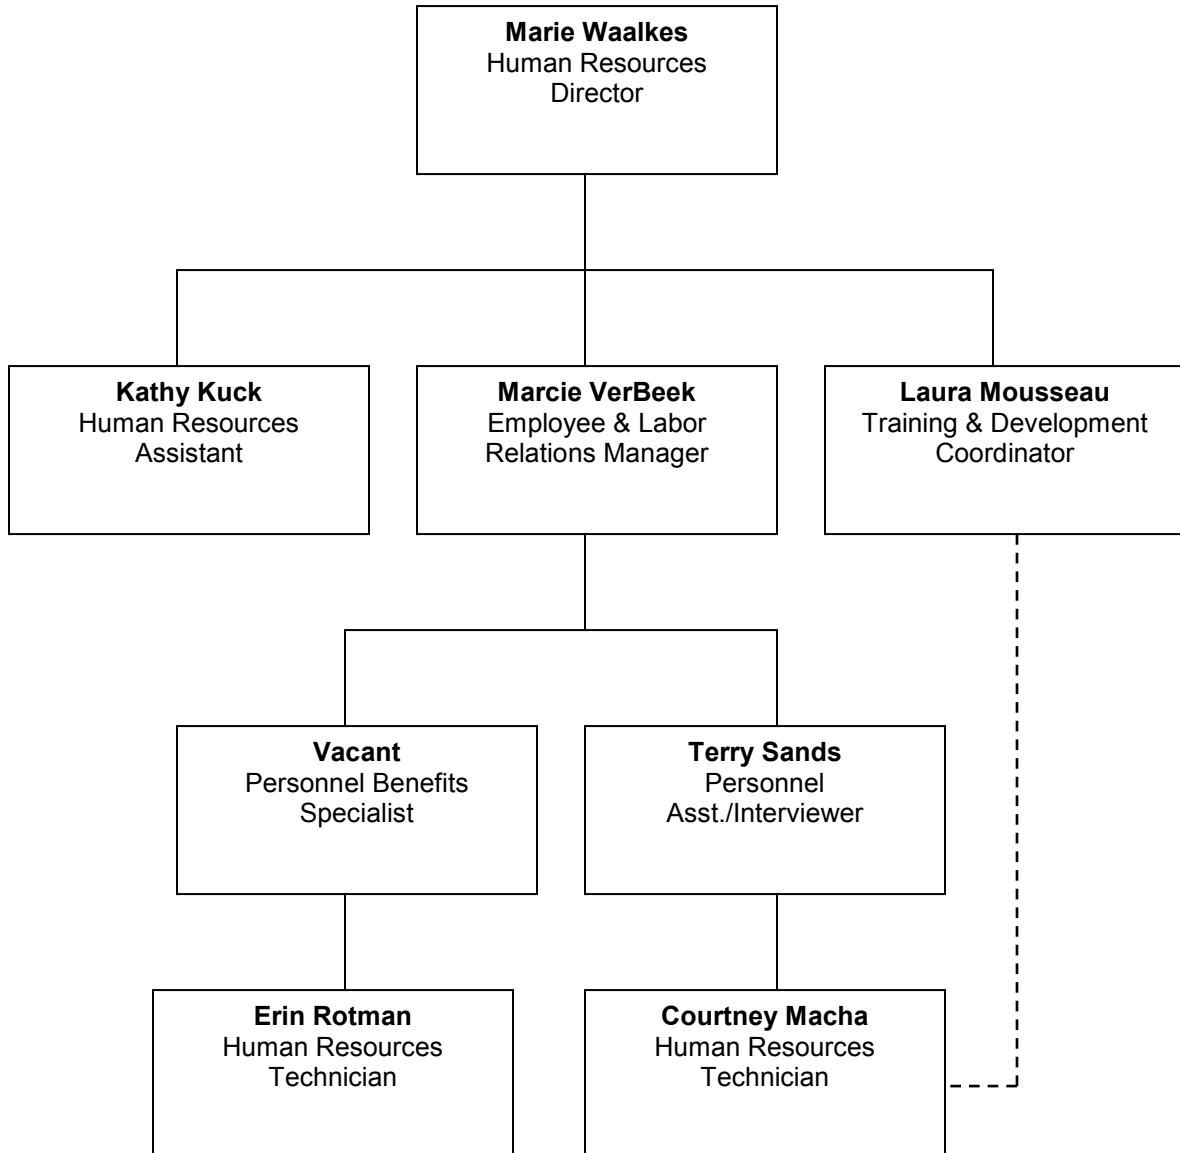 Marie Waalkes
Human Resources
Director
Kathy Kuck
Human Resources
Assistant
Marcie VerBeek
Employee & Labor
Relations Manager
Laura Mousseau
Training & Development
Coordinator
Vacant
Personnel Benefits
Specialist
Terry Sands
Personnel
Asst./Interviewer
Erin Rotman
Human Resources
Technician
Courtney Macha
Human Resources
Technician